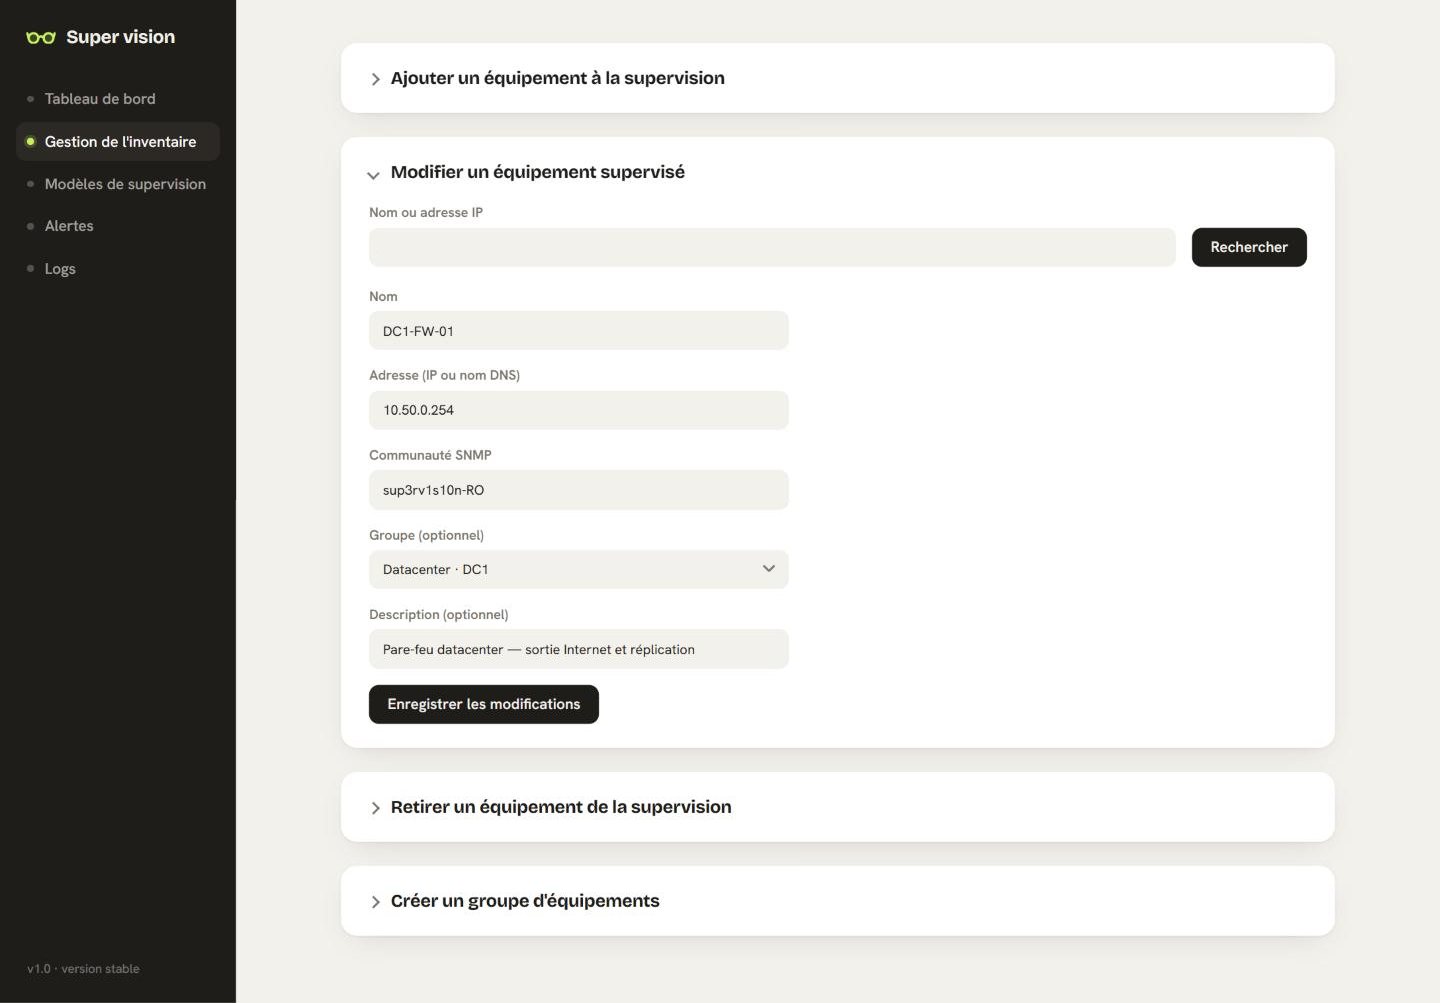 Super vision
Tableau de bord
Gestion de l'inventaire
Modèles de supervision
Alertes
Logs
v1.0 · version stable
Ajouter un équipement à la supervision
Modifier un équipement supervisé
Nom ou adresse IP
Rechercher
Nom
DC1-FW-01
Adresse (IP ou nom DNS)
10.50.0.254
Communauté SNMP
sup3rv1s10n-RO
Groupe (optionnel)
Datacenter · DC1
Description (optionnel)
Pare-feu datacenter — sortie Internet et réplication
Enregistrer les modifications
Retirer un équipement de la supervision
Créer un groupe d'équipements